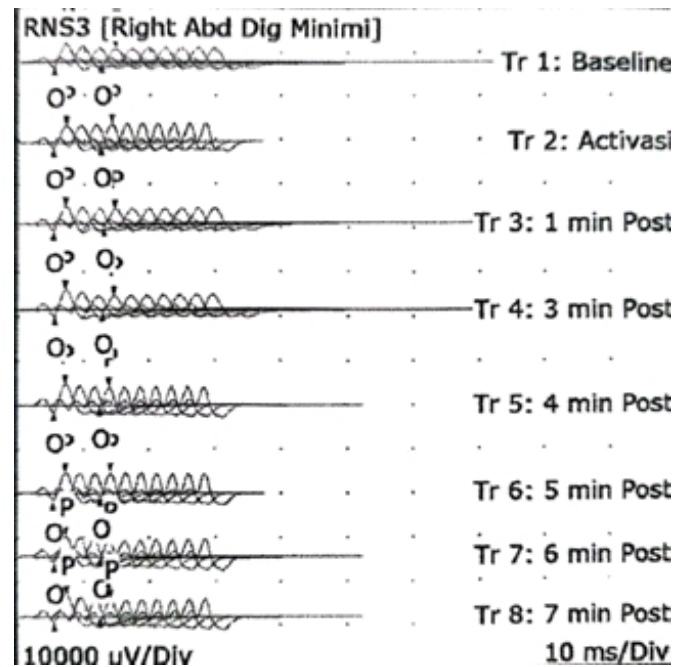 RNS3 [Right Abd Dig Minimi]
Tr 1: Baseline
O O
Tr 2: Activasi
O O
Tr 3: 1 min Post
O O
Tr 4: 3 min Post
O O
Tr 5: 4 min Post
O O
Tr 6: 5 min Post
P P
O O
Tr 7: 6 min Post
P P
O O
Tr 8: 7 min Post
10000 µV/Div
10 ms/Div